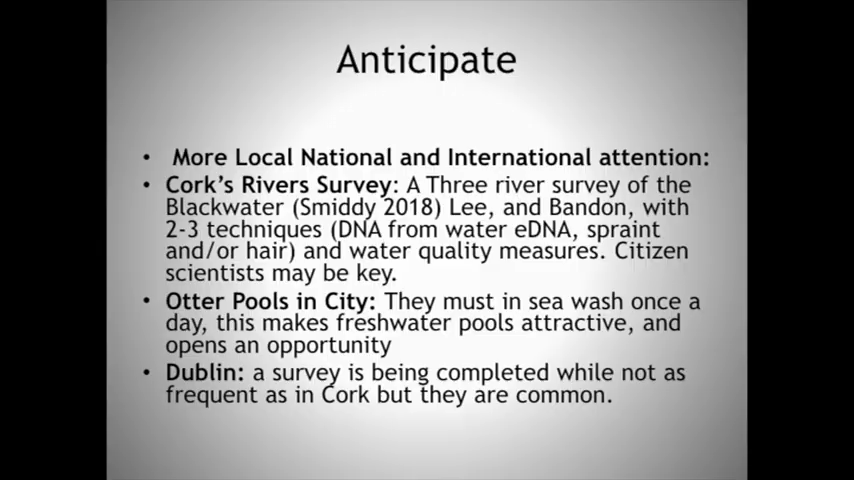 Anticipate
• More Local National and International attention:
• Cork's Rivers Survey: A Three river survey of the
Blackwater (Smiddy 2018) Lee, and Bandon, with
2-3 techniques (DNA from water eDNA, spraint
and/or hair) and water quality measures. Citizen
scientists may be key.
• Otter Pools in City: They must in sea wash once a
day, this makes freshwater pools attractive, and
opens an opportunity
• Dublin: a survey is being completed while not as
frequent as in Cork but they are common.